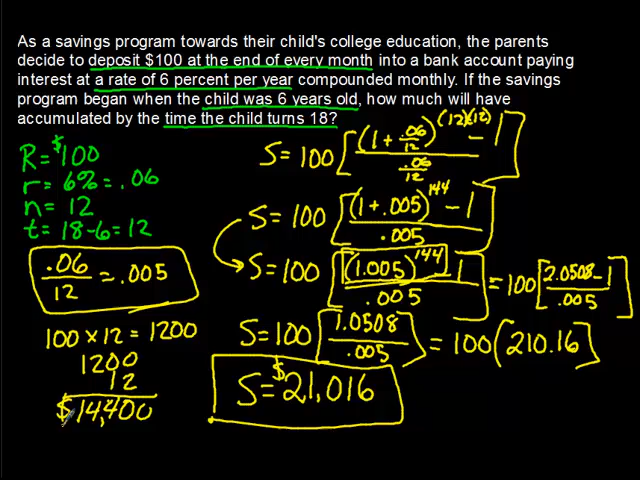 As a savings program towards their child's college education, the parents
decide to deposit $100 at the end of every month into a bank account paying
interest at a rate of 6 percent per year compounded monthly. If the savings
program began when the child was 6 years old, how much will have
accumulated by the time the child turns 18?
R = $100
r = 6% = .06
n = 12
t = 18-6 = 12
.06/12 = .005
100 × 12 = 1200
1200
12
$14,400
S = 100 [((1 + .06/12)^(12)(12) - 1)/(.06/12)]
S = 100 [((1 + .005)^144 - 1)/.005]
S = 100 [((1.005)^144 - 1)/.005] = 100 [(2.0508 - 1)/.005]
S = 100 [1.0508/.005] = 100 (210.16)
S = $21,016